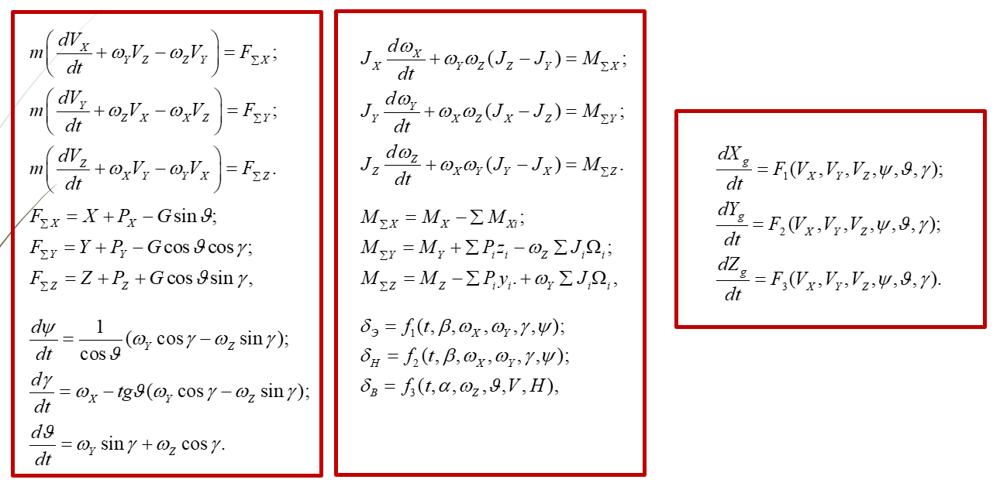 m(dV_X/dt + ω_Y V_Z − ω_Z V_Y) = F_ΣX;
m(dV_Y/dt + ω_Z V_X − ω_X V_Z) = F_ΣY;
m(dV_Z/dt + ω_X V_Y − ω_Y V_X) = F_ΣZ.
F_ΣX = X + P_X − G sin ϑ;
F_ΣY = Y + P_Y − G cos ϑ cos γ;
F_ΣZ = Z + P_Z + G cos ϑ sin γ,
dψ/dt = 1/cos ϑ (ω_Y cos γ − ω_Z sin γ);
dγ/dt = ω_X − tgϑ(ω_Y cos γ − ω_Z sin γ);
dϑ/dt = ω_Y sin γ + ω_Z cos γ.
J_X dω_X/dt + ω_Y ω_Z (J_Z − J_Y) = M_ΣX;
J_Y dω_Y/dt + ω_X ω_Z (J_X − J_Z) = M_ΣY;
J_Z dω_Z/dt + ω_X ω_Y (J_Y − J_X) = M_ΣZ.
M_ΣX = M_X − Σ M_Xi;
M_ΣY = M_Y + Σ P_i z_i − ω_Z Σ J_i Ω_i;
M_ΣZ = M_Z − Σ P_i y_i. + ω_Y Σ J_i Ω_i,
δ_Э = f_1(t, β, ω_X, ω_Y, γ, ψ);
δ_Н = f_2(t, β, ω_X, ω_Y, γ, ψ);
δ_В = f_3(t, α, ω_Z, ϑ, V, H),
dX_g/dt = F_1(V_X, V_Y, V_Z, ψ, ϑ, γ);
dY_g/dt = F_2(V_X, V_Y, V_Z, ψ, ϑ, γ);
dZ_g/dt = F_3(V_X, V_Y, V_Z, ψ, ϑ, γ).